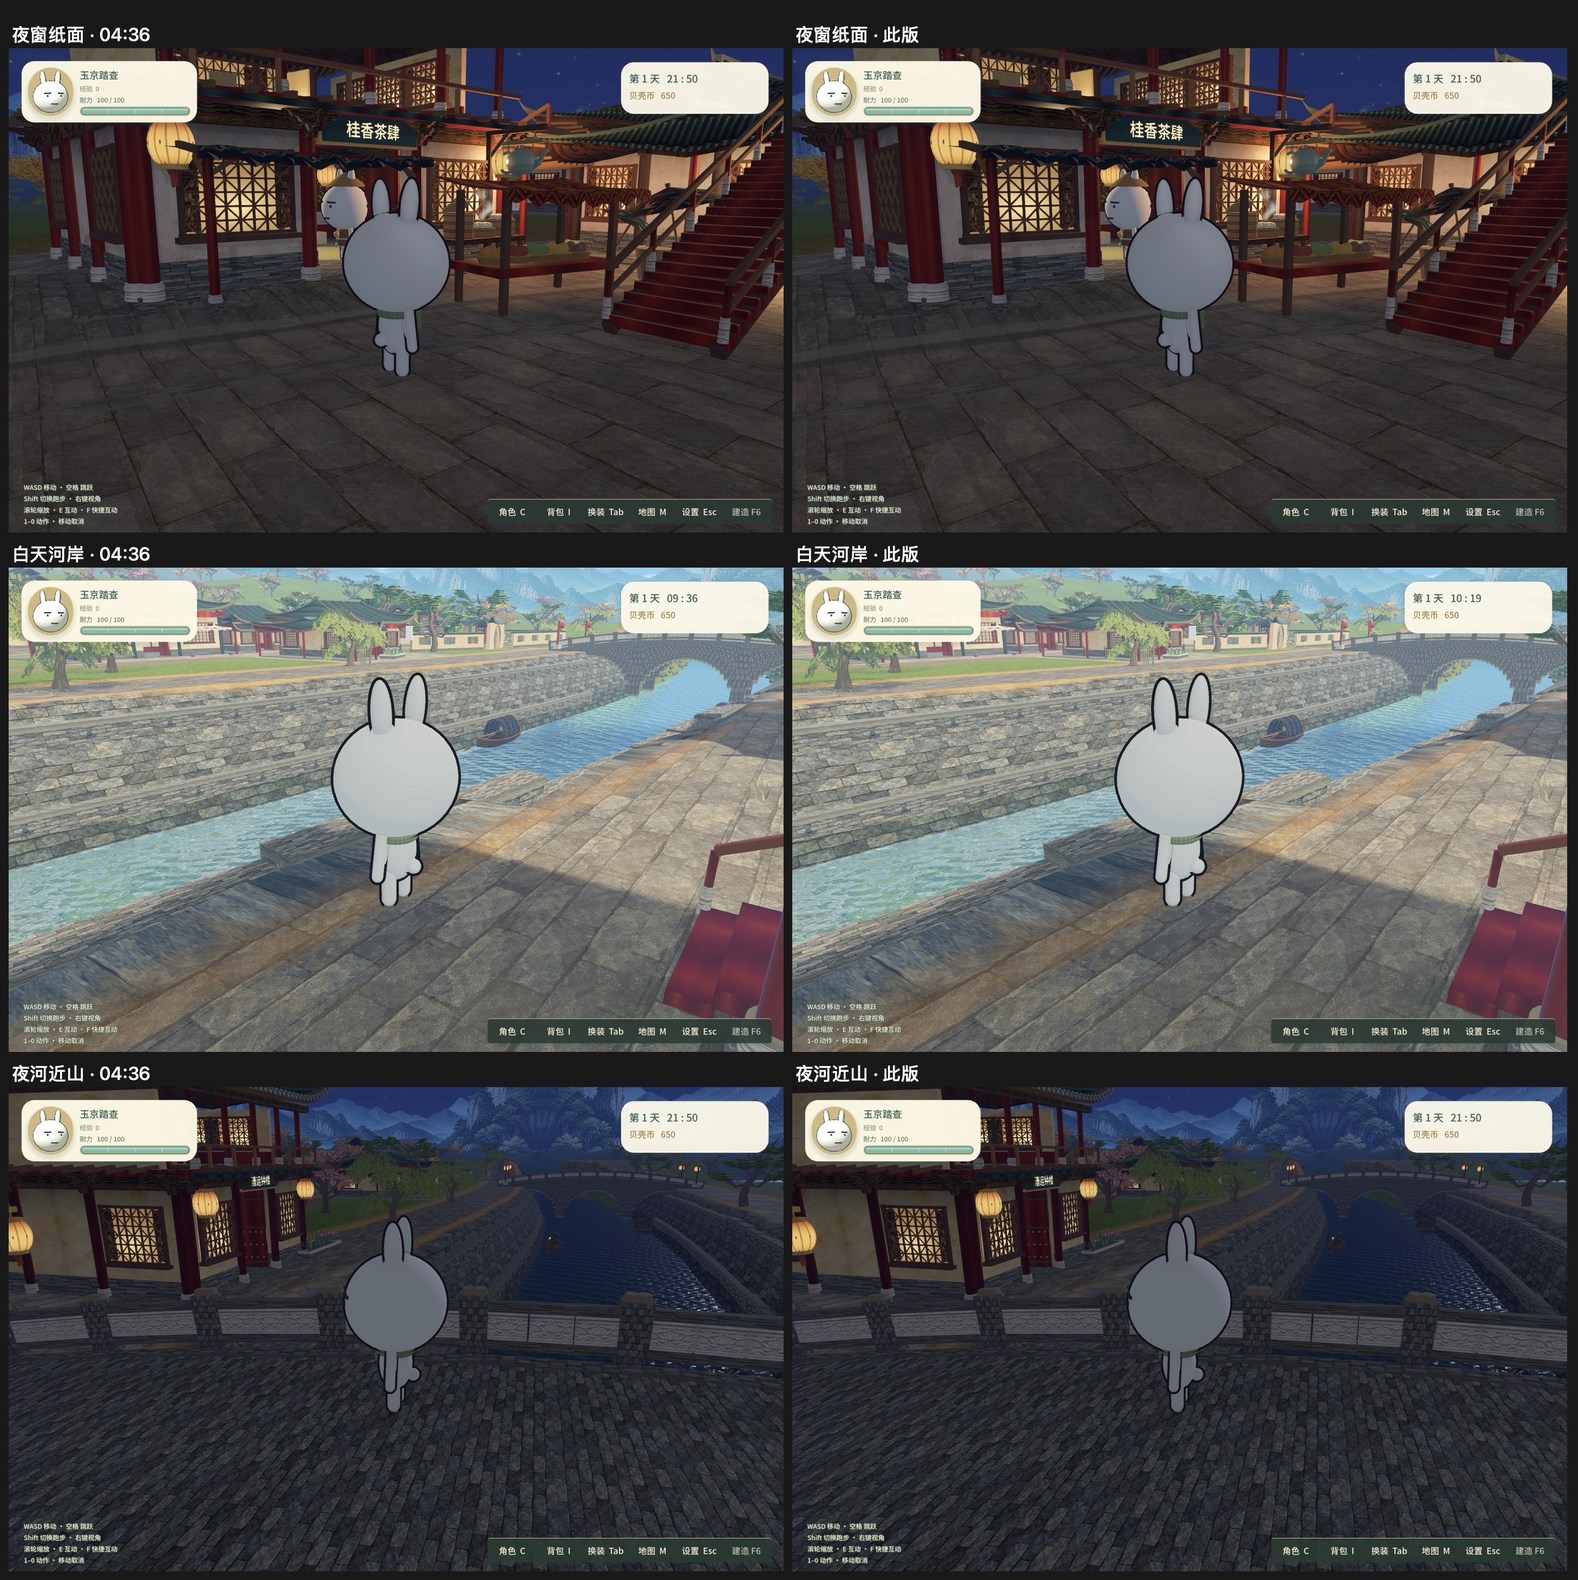 夜窗纸面 · 04:36
玉京踏查
经验 0
耐力 100 / 100
第 1 天 21 : 50
贝壳币 650
桂香茶肆
WASD 移动 · 空格 跳跃
Shift 切换跑步 · 右键视角
滚轮缩放 · E 互动 · F 快捷互动
1-0 动作 · 移动取消
角色 C 背包 I 换装 Tab 地图 M 设置 Esc 建造 F6
夜窗纸面 · 此版
玉京踏查
经验 0
耐力 100 / 100
第 1 天 21 : 50
贝壳币 650
桂香茶肆
WASD 移动 · 空格 跳跃
Shift 切换跑步 · 右键视角
滚轮缩放 · E 互动 · F 快捷互动
1-0 动作 · 移动取消
角色 C 背包 I 换装 Tab 地图 M 设置 Esc 建造 F6
白天河岸 · 04:36
玉京踏查
经验 0
耐力 100 / 100
第 1 天 09 : 36
贝壳币 650
WASD 移动 · 空格 跳跃
Shift 切换跑步 · 右键视角
滚轮缩放 · E 互动 · F 快捷互动
1-0 动作 · 移动取消
角色 C 背包 I 换装 Tab 地图 M 设置 Esc 建造 F6
白天河岸 · 此版
玉京踏查
经验 0
耐力 100 / 100
第 1 天 10 : 19
贝壳币 650
WASD 移动 · 空格 跳跃
Shift 切换跑步 · 右键视角
滚轮缩放 · E 互动 · F 快捷互动
1-0 动作 · 移动取消
角色 C 背包 I 换装 Tab 地图 M 设置 Esc 建造 F6
夜河近山 · 04:36
玉京踏查
经验 0
耐力 100 / 100
第 1 天 21 : 50
贝壳币 650
WASD 移动 · 空格 跳跃
Shift 切换跑步 · 右键视角
滚轮缩放 · E 互动 · F 快捷互动
1-0 动作 · 移动取消
角色 C 背包 I 换装 Tab 地图 M 设置 Esc 建造 F6
夜河近山 · 此版
玉京踏查
经验 0
耐力 100 / 100
第 1 天 21 : 50
贝壳币 650
WASD 移动 · 空格 跳跃
Shift 切换跑步 · 右键视角
滚轮缩放 · E 互动 · F 快捷互动
1-0 动作 · 移动取消
角色 C 背包 I 换装 Tab 地图 M 设置 Esc 建造 F6